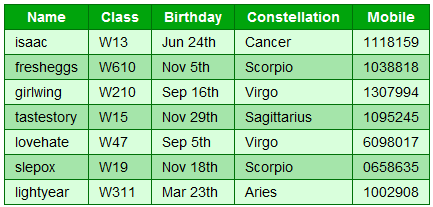 Name Class Birthday Constellation Mobile
isaac W13 Jun 24th Cancer 1118159
fresheggs W610 Nov 5th Scorpio 1038818
girlwing W210 Sep 16th Virgo 1307994
tastestory W15 Nov 29th Sagittarius 1095245
lovehate W47 Sep 5th Virgo 6098017
slepox W19 Nov 18th Scorpio 0658635
lightyear W311 Mar 23th Aries 1002908